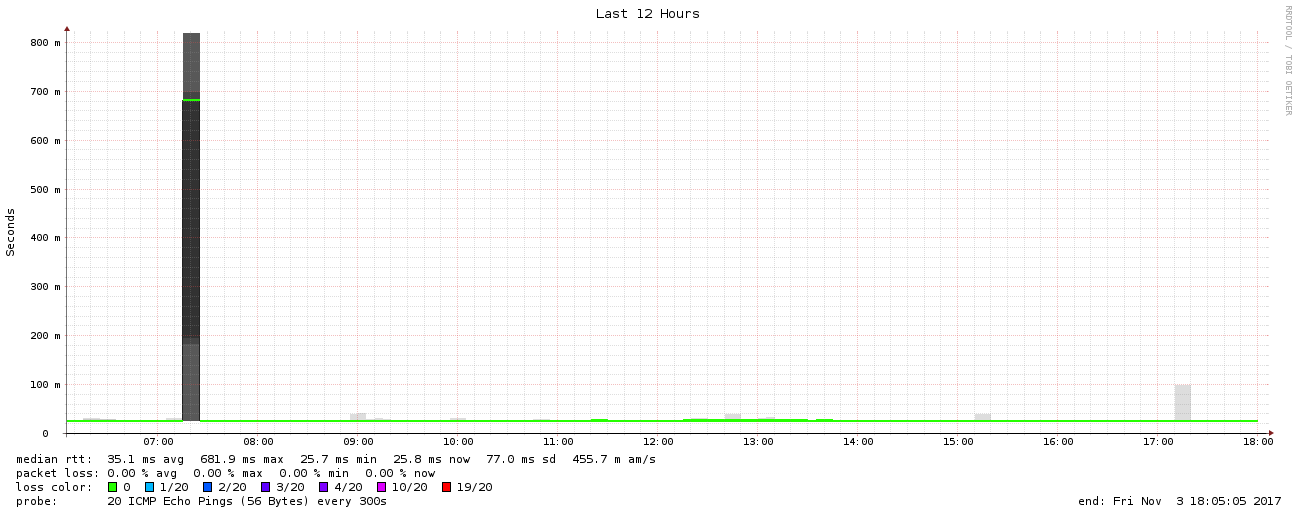 Last 12 Hours
RRDTOOL / TOBI OETIKER
Seconds
800 m
700 m
600 m
500 m
400 m
300 m
200 m
100 m
0
07:00 08:00 09:00 10:00 11:00 12:00 13:00 14:00 15:00 16:00 17:00 18:00
median rtt: 35.1 ms avg 681.9 ms max 25.7 ms min 25.8 ms now 77.0 ms sd 455.7 m am/s
packet loss: 0.00 % avg 0.00 % max 0.00 % min 0.00 % now
loss color: 0 1/20 2/20 3/20 4/20 10/20 19/20
probe: 20 ICMP Echo Pings (56 Bytes) every 300s end: Fri Nov 3 18:05:05 2017